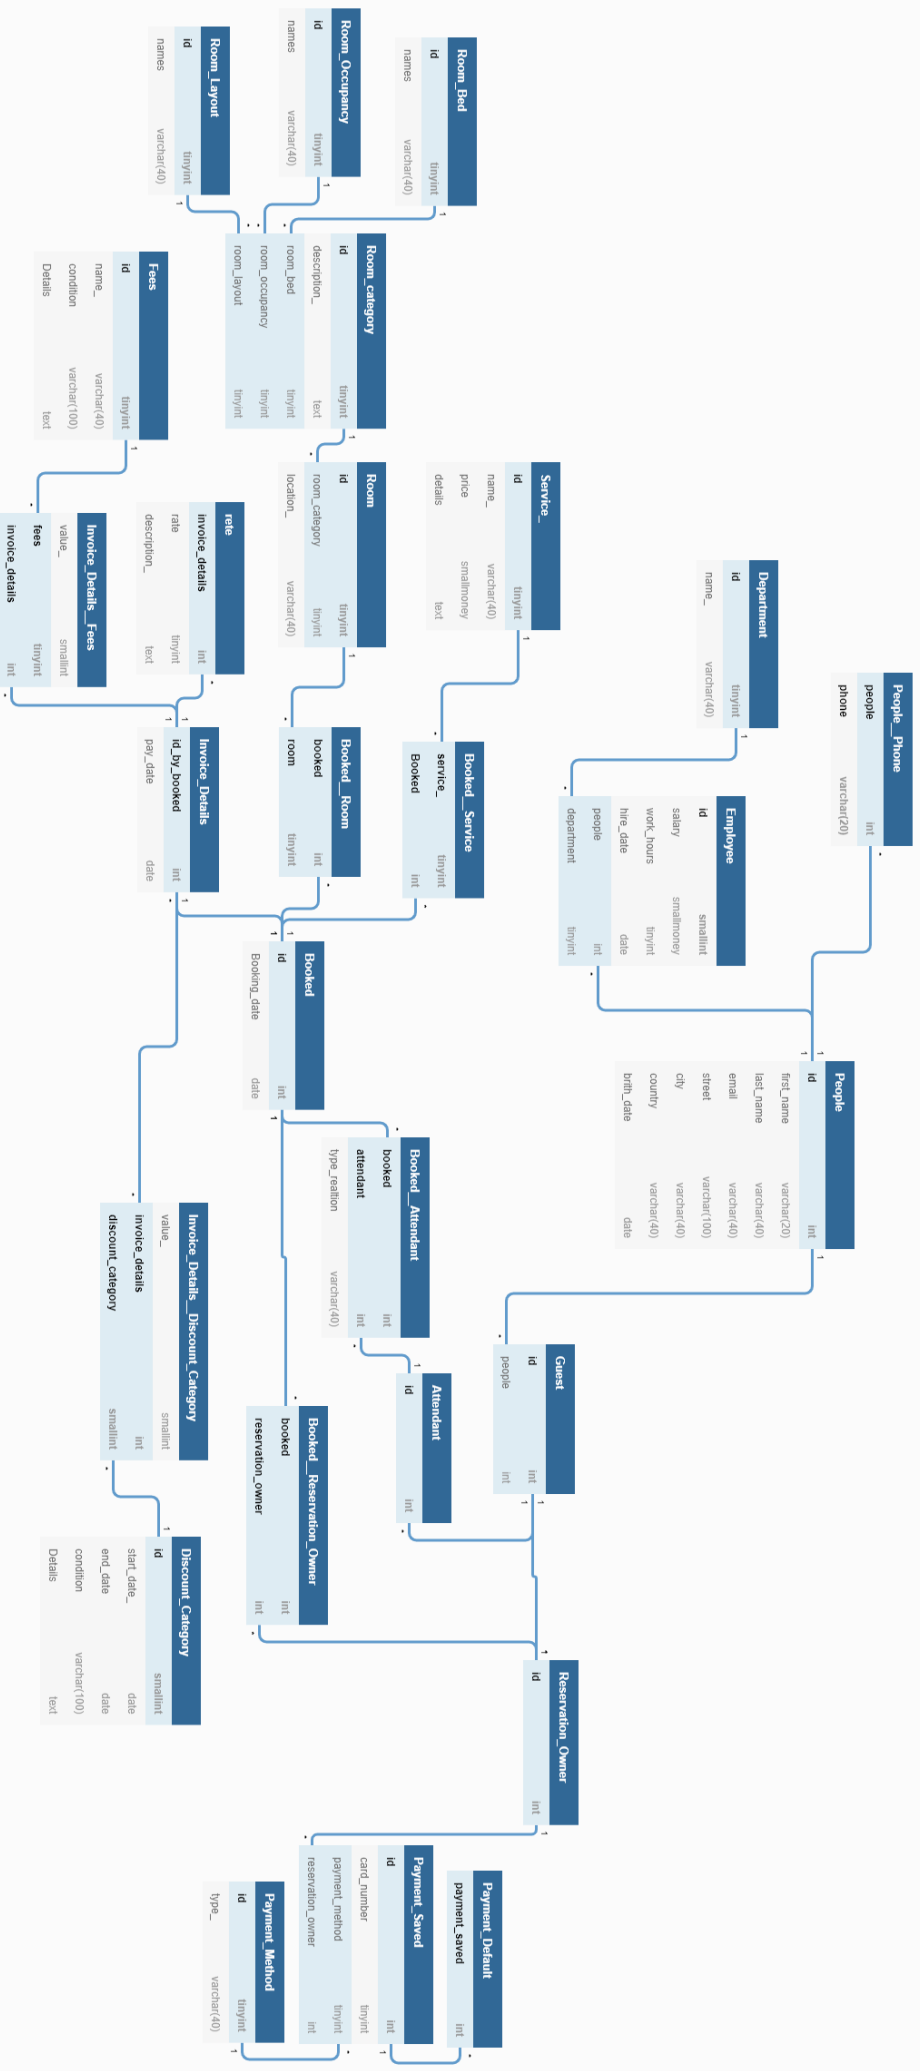 People__Phone
people int
phone varchar(20)
People
id int
first_name varchar(20)
last_name varchar(40)
email varchar(40)
street varchar(100)
city varchar(40)
country varchar(40)
brith_date date
Department
id tinyint
name_ varchar(40)
Employee
id smallint
salary smallmoney
work_hours tinyint
hire_date date
people int
department tinyint
Guest
id int
people int
Reservation_Owner
id int
Service_
id tinyint
name_ varchar(40)
price smallmoney
details text
Booked__Service
service_ tinyint
Booked int
Payment_Default
payment_saved int
Room_Bed
id tinyint
names varchar(40)
Attendant
id int
Booked__Attendant
booked int
attendant int
type_realtion varchar(40)
Payment_Saved
id int
card_number tinyint
payment_method tinyint
reservation_owner int
Room_category
id tinyint
description_ text
room_bed tinyint
room_occupancy tinyint
room_layout tinyint
Room
id tinyint
room_category tinyint
location_ varchar(40)
Room_Occupancy
id tinyint
names varchar(40)
Booked__Room
booked int
room tinyint
Booked
id int
Booking_date date
Booked__Reservation_Owner
booked int
reservation_owner int
Payment_Method
id tinyint
type_ varchar(40)
Room_Layout
id tinyint
names varchar(40)
rete
invoice_details int
rate tinyint
description_ text
Invoice_Details
id_by_booked int
pay_date date
Invoice_Details__Discount_Category
value_ smallint
invoice_details int
discount_category smallint
Discount_Category
id smallint
start_date_ date
end_date date
condition varchar(100)
Details text
Fees
id tinyint
name_ varchar(40)
condition varchar(100)
Details text
Invoice_Details__Fees
value_ smallint
fees tinyint
invoice_details int